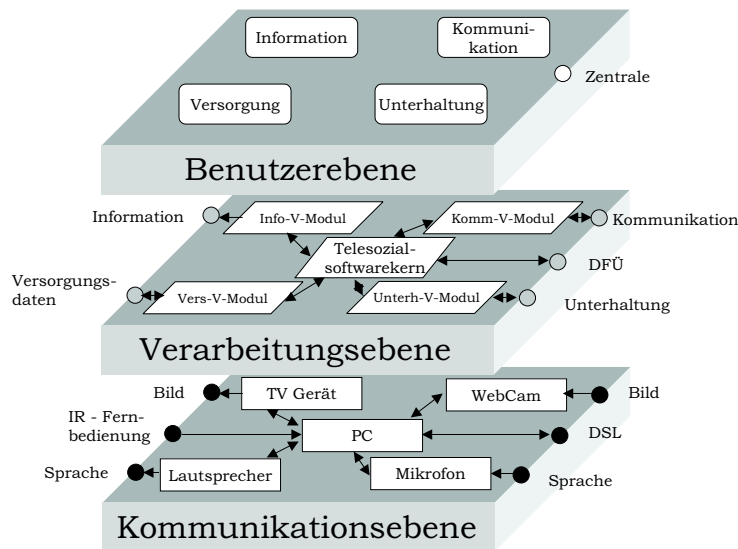 Information
Kommuni-
kation
Zentrale
Versorgung
Unterhaltung
Benutzerebene
Information
Info-V-Modul
Komm-V-Modul
Kommunikation
Telesozial-
softwarekern
DFÜ
Versorgungs-
daten
Vers-V-Modul
Unterh-V-Modul
Unterhaltung
Verarbeitungsebene
Bild
TV Gerät
WebCam
Bild
IR - Fern-
bedienung
PC
DSL
Sprache
Lautsprecher
Mikrofon
Sprache
Kommunikationsebene